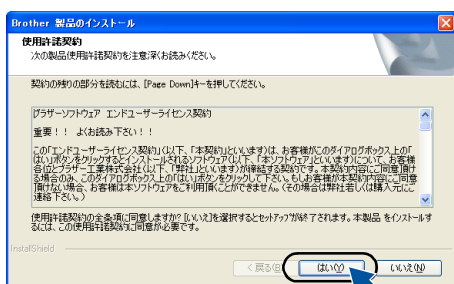 Brother 製品のインストール
使用許諾契約
次の製品使用許諾契約を注意深くお読みください。
契約の残りの部分を読むには、[Page Down]キーを押してください。
ブラザーソフトウェア エンドユーザーライセンス契約
重要！！ よくお読み下さい！！
この「エンドユーザーライセンス契約」（以下、「本契約」といいます）は、お客様がこのダイアログボックス上の「
はい」ボタンをクリックするとインストールされるソフトウェア（以下、「本ソフトウェア」といいます）について、お客様
各位とブラザー工業株式会社（以下、「弊社」といいます）が締結する契約です。本契約内容にご同意頂け
る場合のみ、このダイアログボックス上の「はい」ボタンをクリックして下さい。もしお客様が本契約内容にご同意
頂けない場合、お客様は本ソフトウェアをご利用頂くことができません。（その場合は弊社若しくは購入元にご
連絡下さい。）
使用許諾契約の全条項に同意しますか？ [いいえ]を選択するとセットアップが終了されます。本製品 をインストールす
るには、この使用許諾契約に同意が必要です。
InstallShield
< 戻る(B)
はい(Y)
いいえ(N)